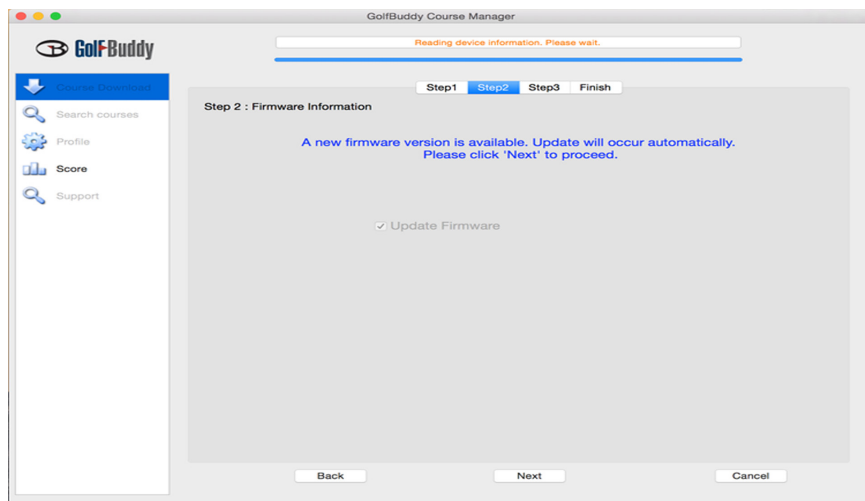 GolfBuddy Course Manager
GolfBuddy
Reading device information. Please wait.
Course Download
Search courses
Profile
Score
Support
Step1 Step2 Step3 Finish
Step 2 : Firmware Information
A new firmware version is available. Update will occur automatically.
Please click 'Next' to proceed.
Update Firmware
Back Next Cancel